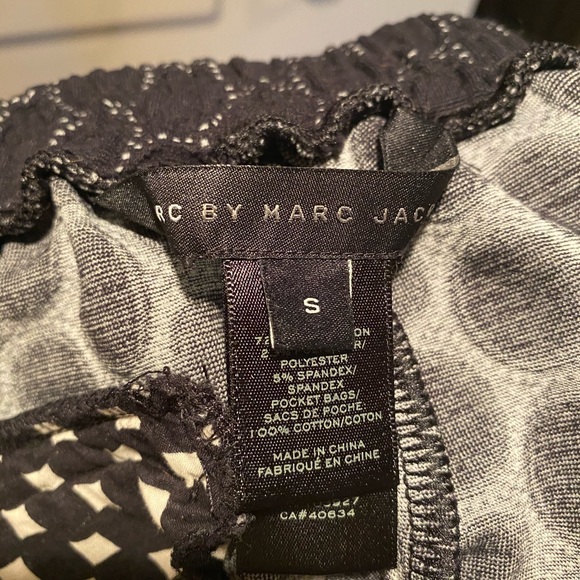 RC BY MARC JAC
S
POLYESTER
5% SPANDEX/
SPANDEX
POCKET BAGS/
SACS DE POCHE
100% COTTON/COTON
MADE IN CHINA
FABRIQUÉ EN CHINE
CA#40634